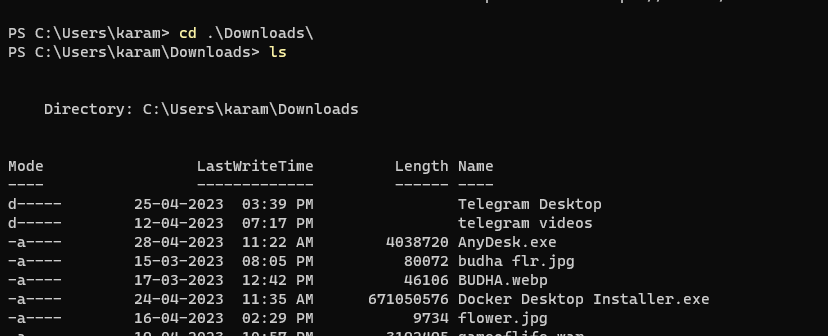 PS C:\Users\karam> cd .\Downloads\
PS C:\Users\karam\Downloads> ls
Directory: C:\Users\karam\Downloads
Mode LastWriteTime Length Name
---- ------------- ------ ----
d----- 25-04-2023 03:39 PM Telegram Desktop
d----- 12-04-2023 07:17 PM telegram videos
-a---- 28-04-2023 11:22 AM 4038720 AnyDesk.exe
-a---- 15-03-2023 08:05 PM 80072 budha flr.jpg
-a---- 17-03-2023 12:42 PM 46106 BUDHA.webp
-a---- 24-04-2023 11:35 AM 671050576 Docker Desktop Installer.exe
-a---- 16-04-2023 02:29 PM 9734 flower.jpg